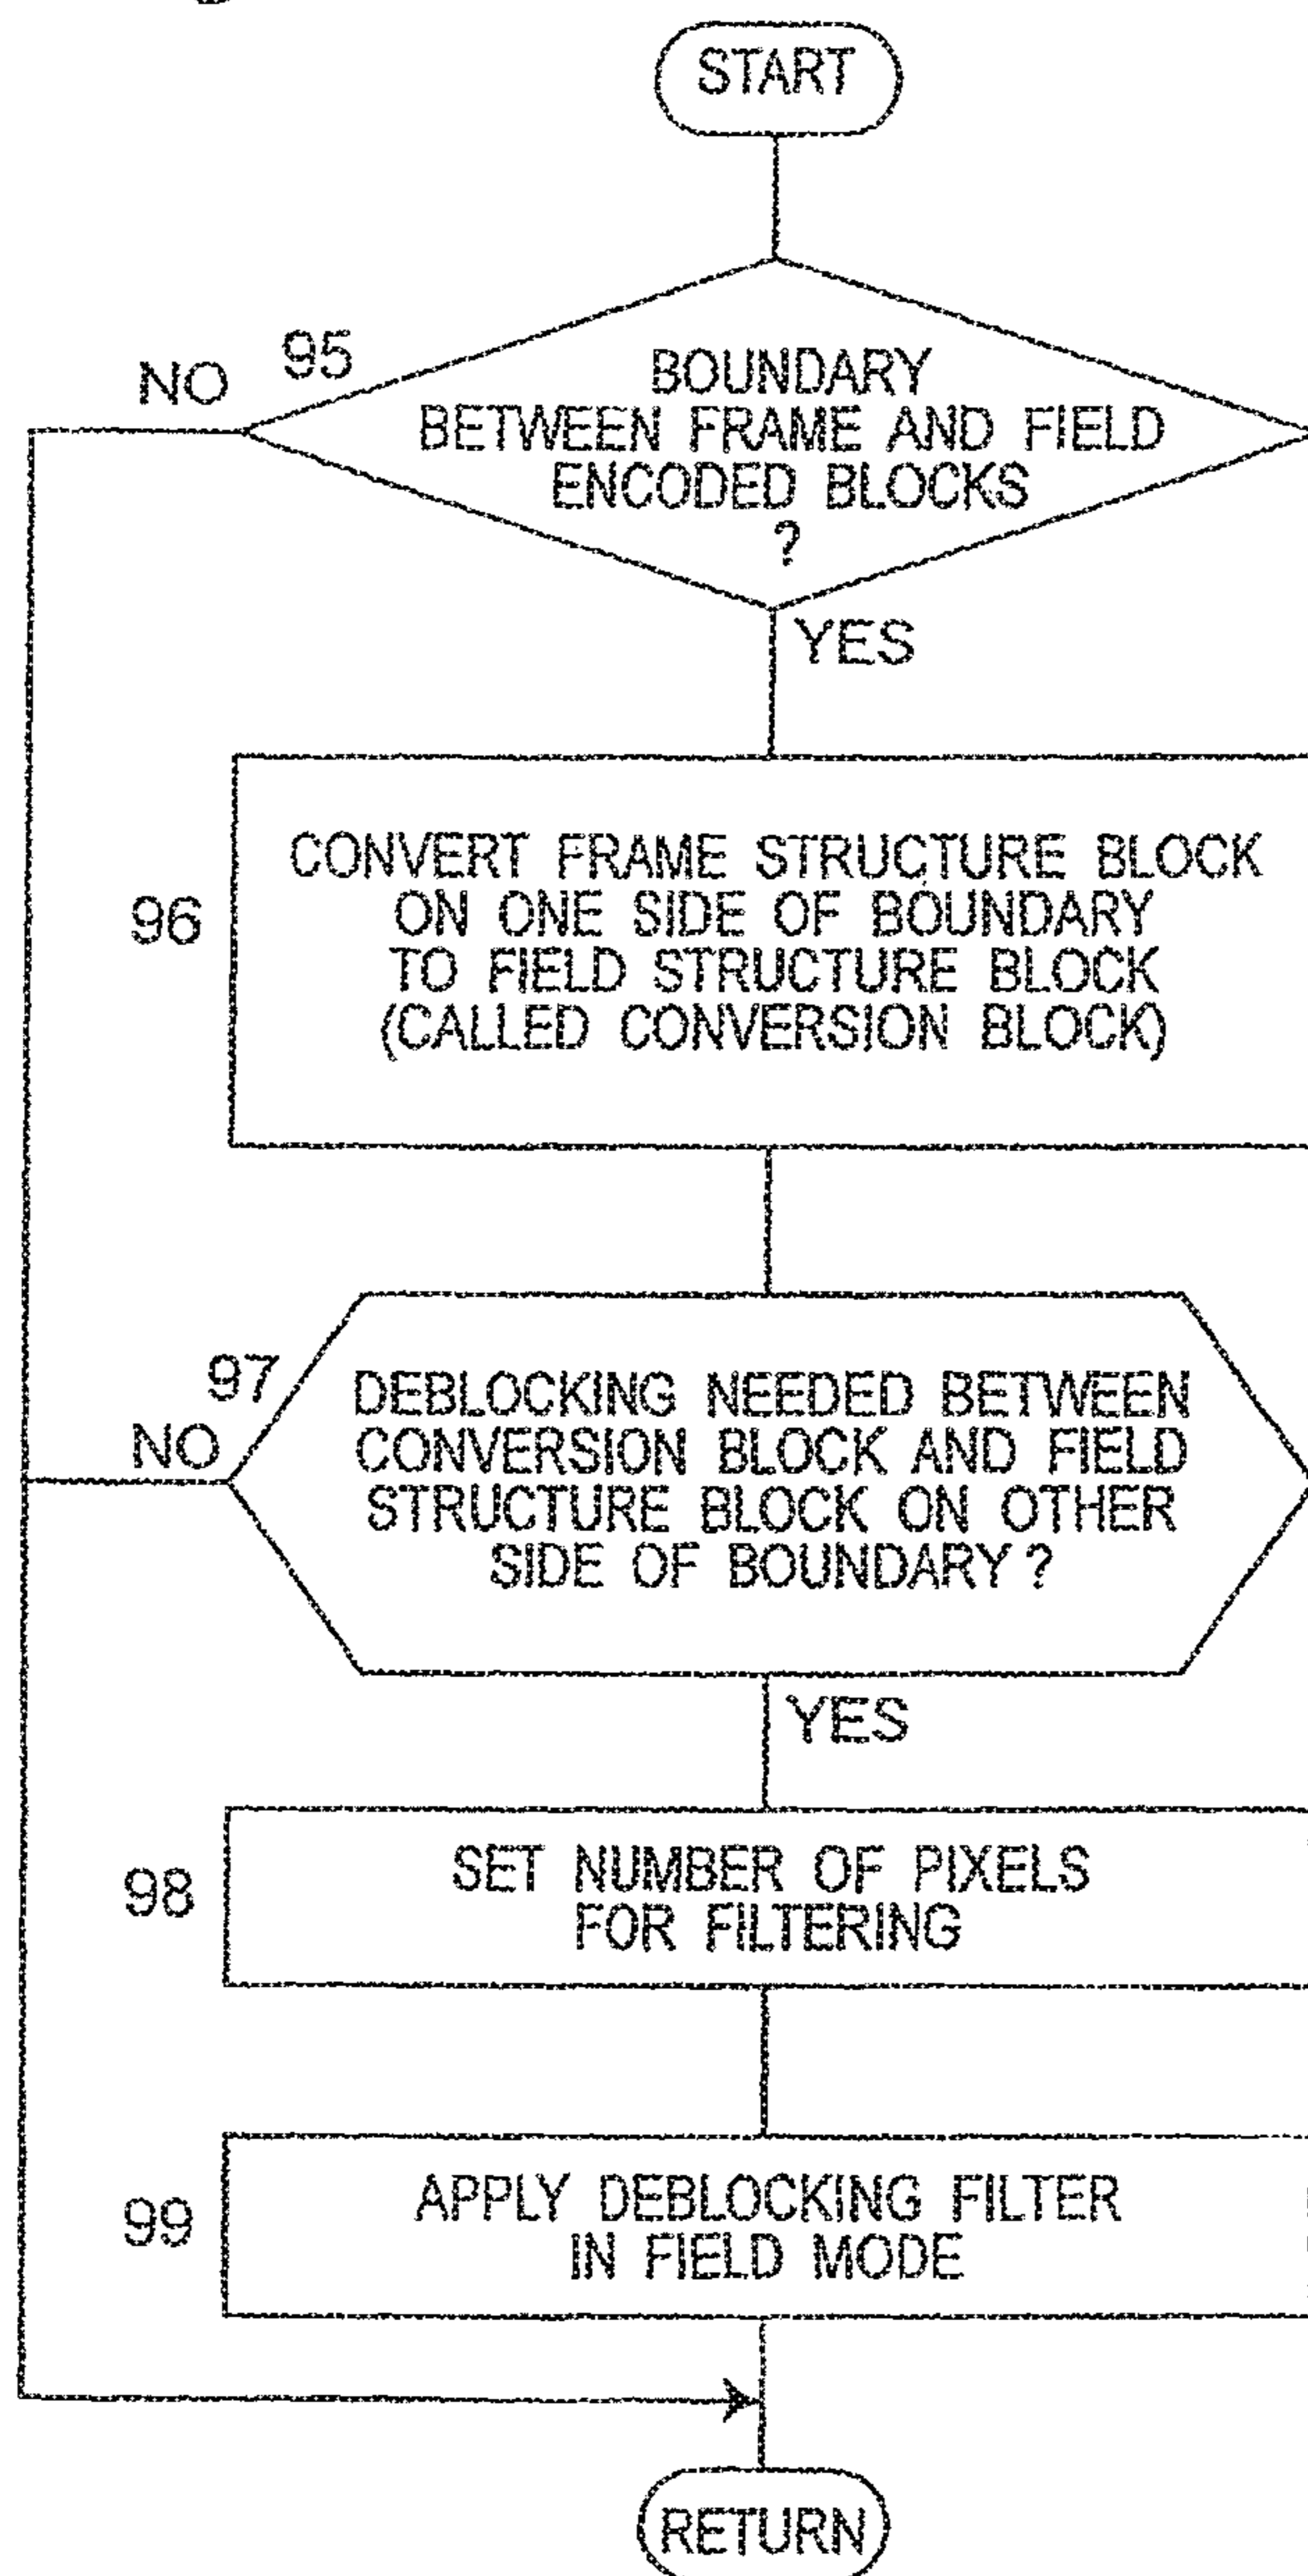 START
95
NO
BOUNDARY
BETWEEN FRAME AND FIELD
ENCODED BLOCKS
?
YES
96
CONVERT FRAME STRUCTURE BLOCK
ON ONE SIDE OF BOUNDARY
TO FIELD STRUCTURE BLOCK
(CALLED CONVERSION BLOCK)
97
NO
DEBLOCKING NEEDED BETWEEN
CONVERSION BLOCK AND FIELD
STRUCTURE BLOCK ON OTHER
SIDE OF BOUNDARY?
YES
98
SET NUMBER OF PIXELS
FOR FILTERING
99
APPLY DEBLOCKING FILTER
IN FIELD MODE
RETURN